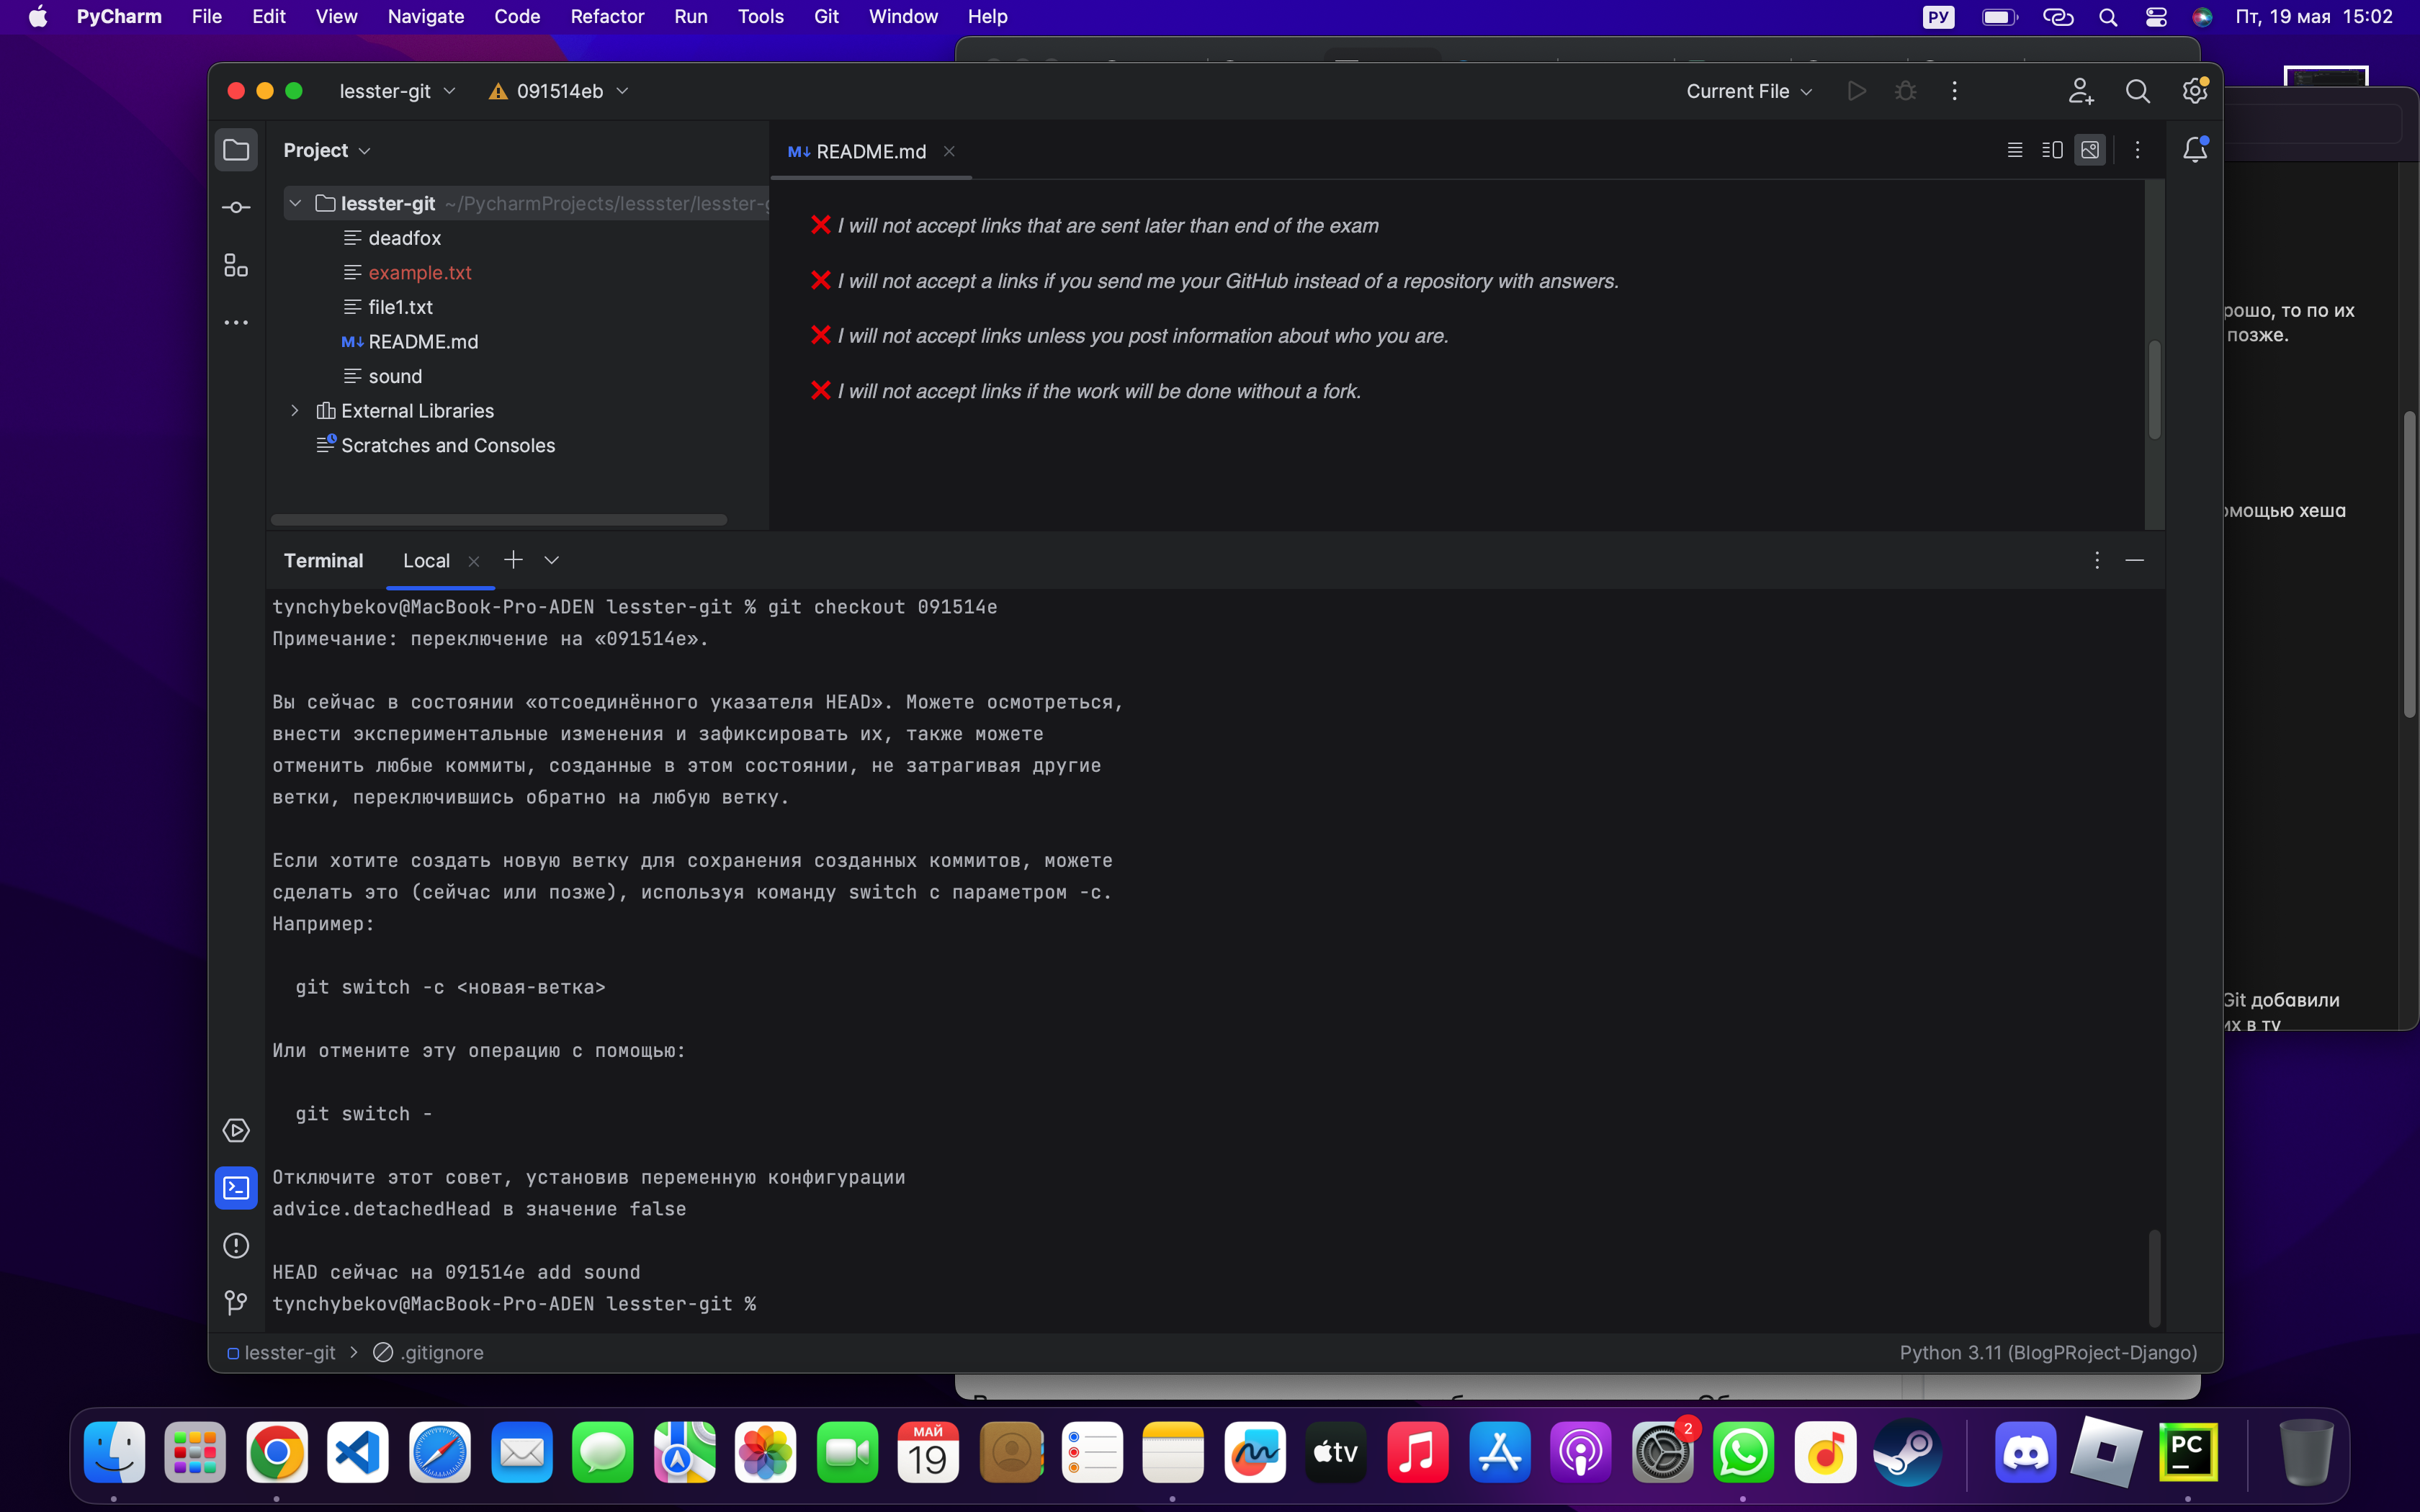 PyCharm File Edit View Navigate Code Refactor Run Tools Git Window Help
РУ Пт, 19 мая 15:02
lesster-git 091514eb Current File
Project
README.md
lesster-git ~/PycharmProjects/lessster/lesster-g
deadfox
example.txt
file1.txt
M↓ README.md
sound
External Libraries
Scratches and Consoles
❌ I will not accept links that are sent later than end of the exam
❌ I will not accept a links if you send me your GitHub instead of a repository with answers.
❌ I will not accept links unless you post information about who you are.
❌ I will not accept links if the work will be done without a fork.
рошо, то по их
позже.
омощью хеша
Git добавили
их в ту
Terminal Local
tynchybekov@MacBook-Pro-ADEN lesster-git % git checkout 091514e
Примечание: переключение на «091514e».
Вы сейчас в состоянии «отсоединённого указателя HEAD». Можете осмотреться,
внести экспериментальные изменения и зафиксировать их, также можете
отменить любые коммиты, созданные в этом состоянии, не затрагивая другие
ветки, переключившись обратно на любую ветку.
Если хотите создать новую ветку для сохранения созданных коммитов, можете
сделать это (сейчас или позже), используя команду switch с параметром -c.
Например:
git switch -c <новая-ветка>
Или отмените эту операцию с помощью:
git switch -
Отключите этот совет, установив переменную конфигурации
advice.detachedHead в значение false
HEAD сейчас на 091514e add sound
tynchybekov@MacBook-Pro-ADEN lesster-git %
lesster-git > .gitignore
Python 3.11 (BlogPRoject-Django)
МАЙ
19
tv
2
PC